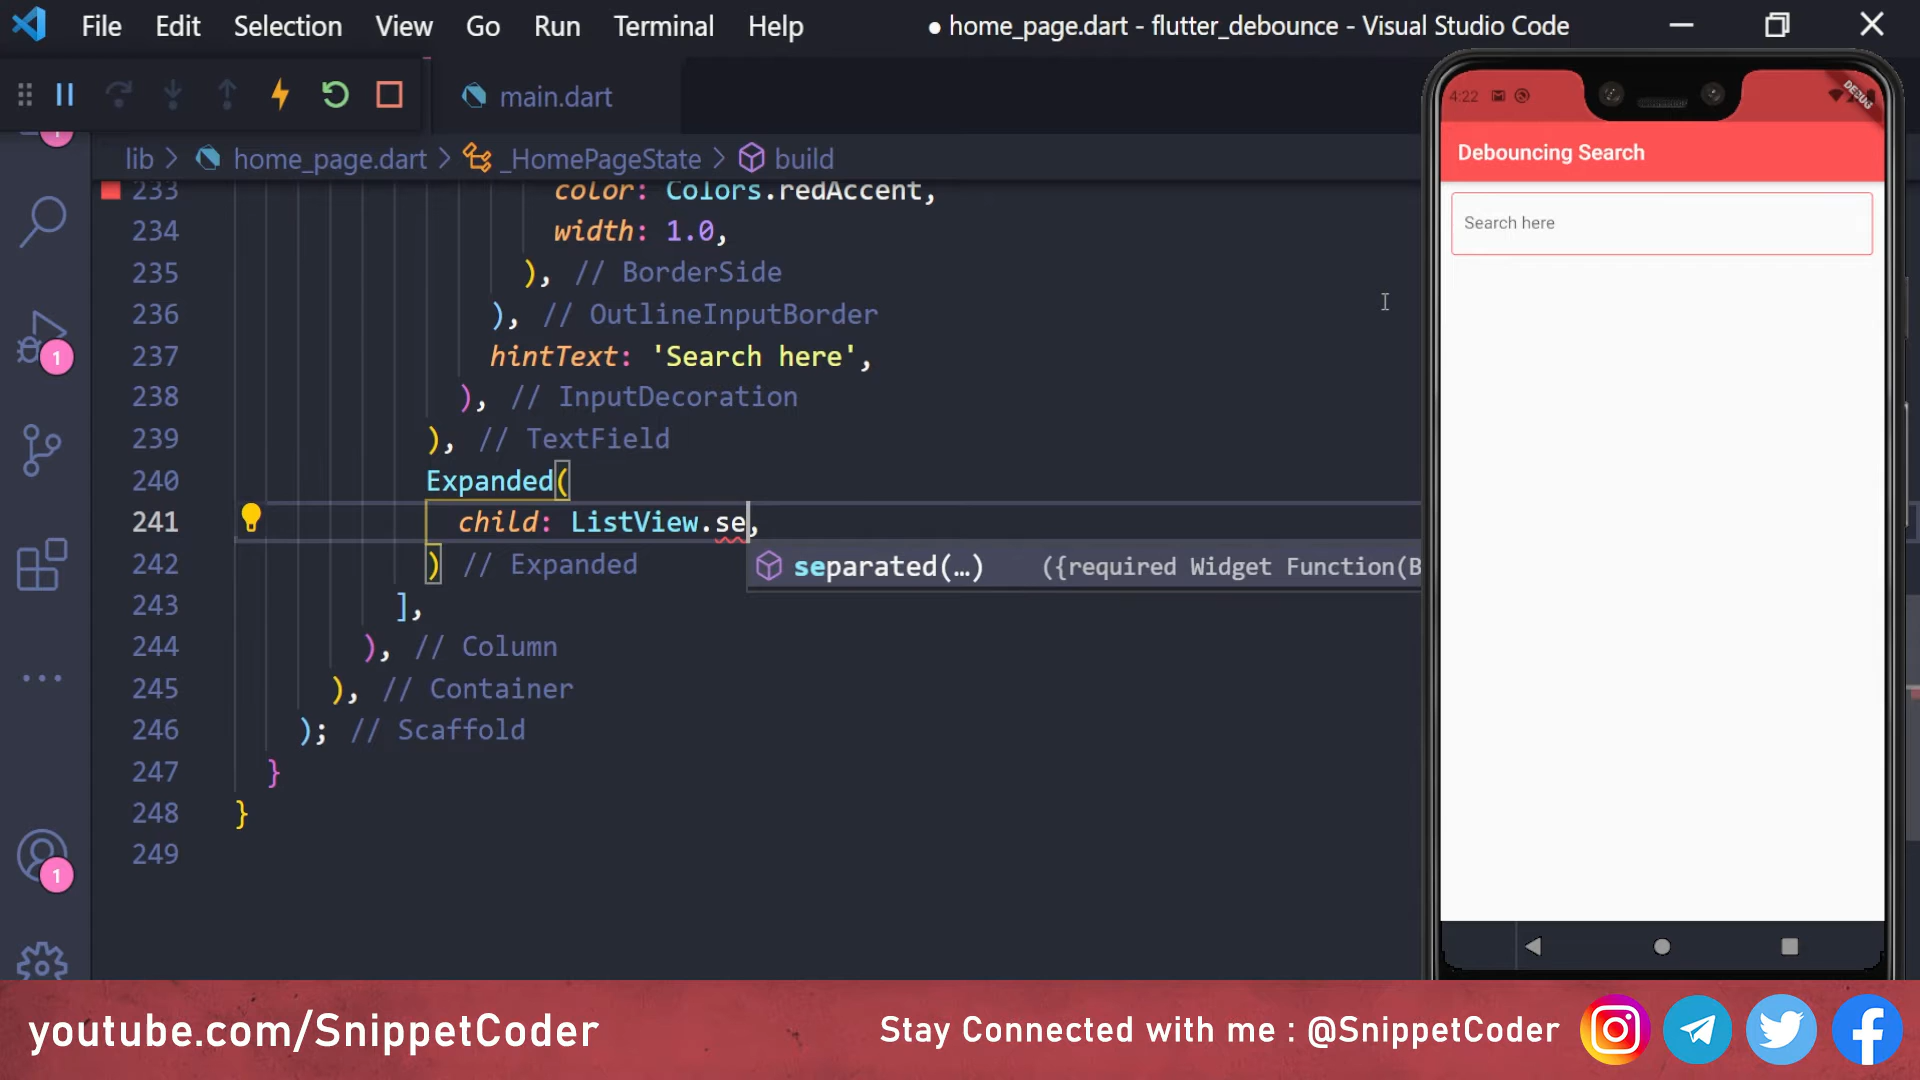 File Edit Selection View Go Run Terminal Help
● home_page.dart - flutter_debounce - Visual Studio Code
main.dart
lib > home_page.dart > _HomePageState > build
233 color: Colors.redAccent,
234 width: 1.0,
235 ), // BorderSide
236 ), // OutlineInputBorder
237 hintText: 'Search here',
238 ), // InputDecoration
239 ), // TextField
240 Expanded(
241 child: ListView.se,
separated(…) ({required Widget Function(B
242 ) // Expanded
243 ],
244 ), // Column
245 ), // Container
246 ); // Scaffold
247 }
248 }
249
1
1
1
4:22
DEBUG
Debouncing Search
Search here
youtube.com/SnippetCoder
Stay Connected with me : @SnippetCoder